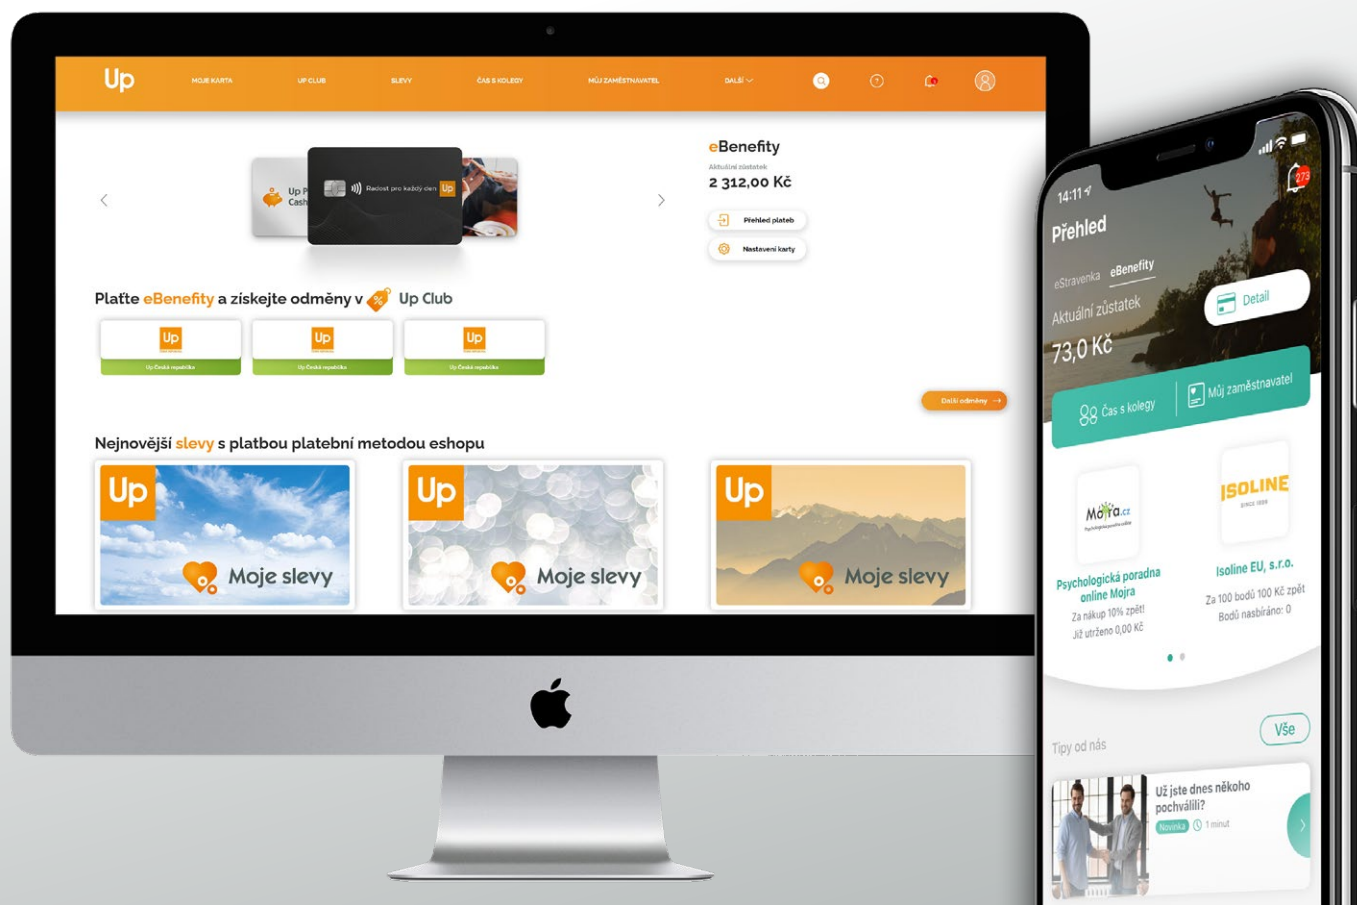 Up
MOJE KARTA
UP CLUB
SLEVY
ČAS S KOLEGY
MŮJ ZAMĚSTNAVATEL
DALŠÍ
Up
Cash
Radost pro každý den Up
eBenefity
Aktuální zůstatek
2 312,00 Kč
Přehled plateb
Nastavení karty
Plaťte eBenefity a získejte odměny v % Up Club
Up
Up Česká republika
Up
Up Česká republika
Up
Up Česká republika
Další odměny →
Nejnovější slevy s platbou platební metodou eshopu
Up
Moje slevy
Up
Moje slevy
Up
Moje slevy
14:11
273
Přehled
eStravenka eBenefity
Aktuální zůstatek
73,0 Kč
Detail
Čas s kolegy
Můj zaměstnavatel
Mojra.cz
Psychologická poradna online
Psychologická poradna
online Mojra
Za nákup 10% zpět!
Již utrženo 0,00 Kč
ISOLINE
Isoline EU, s.r.o.
Za 100 bodů 100 Kč zpět
Bodů nasbíráno: 0
Tipy od nás
Vše
Už jste dnes někoho
pochválili?
Novinka 1 minut